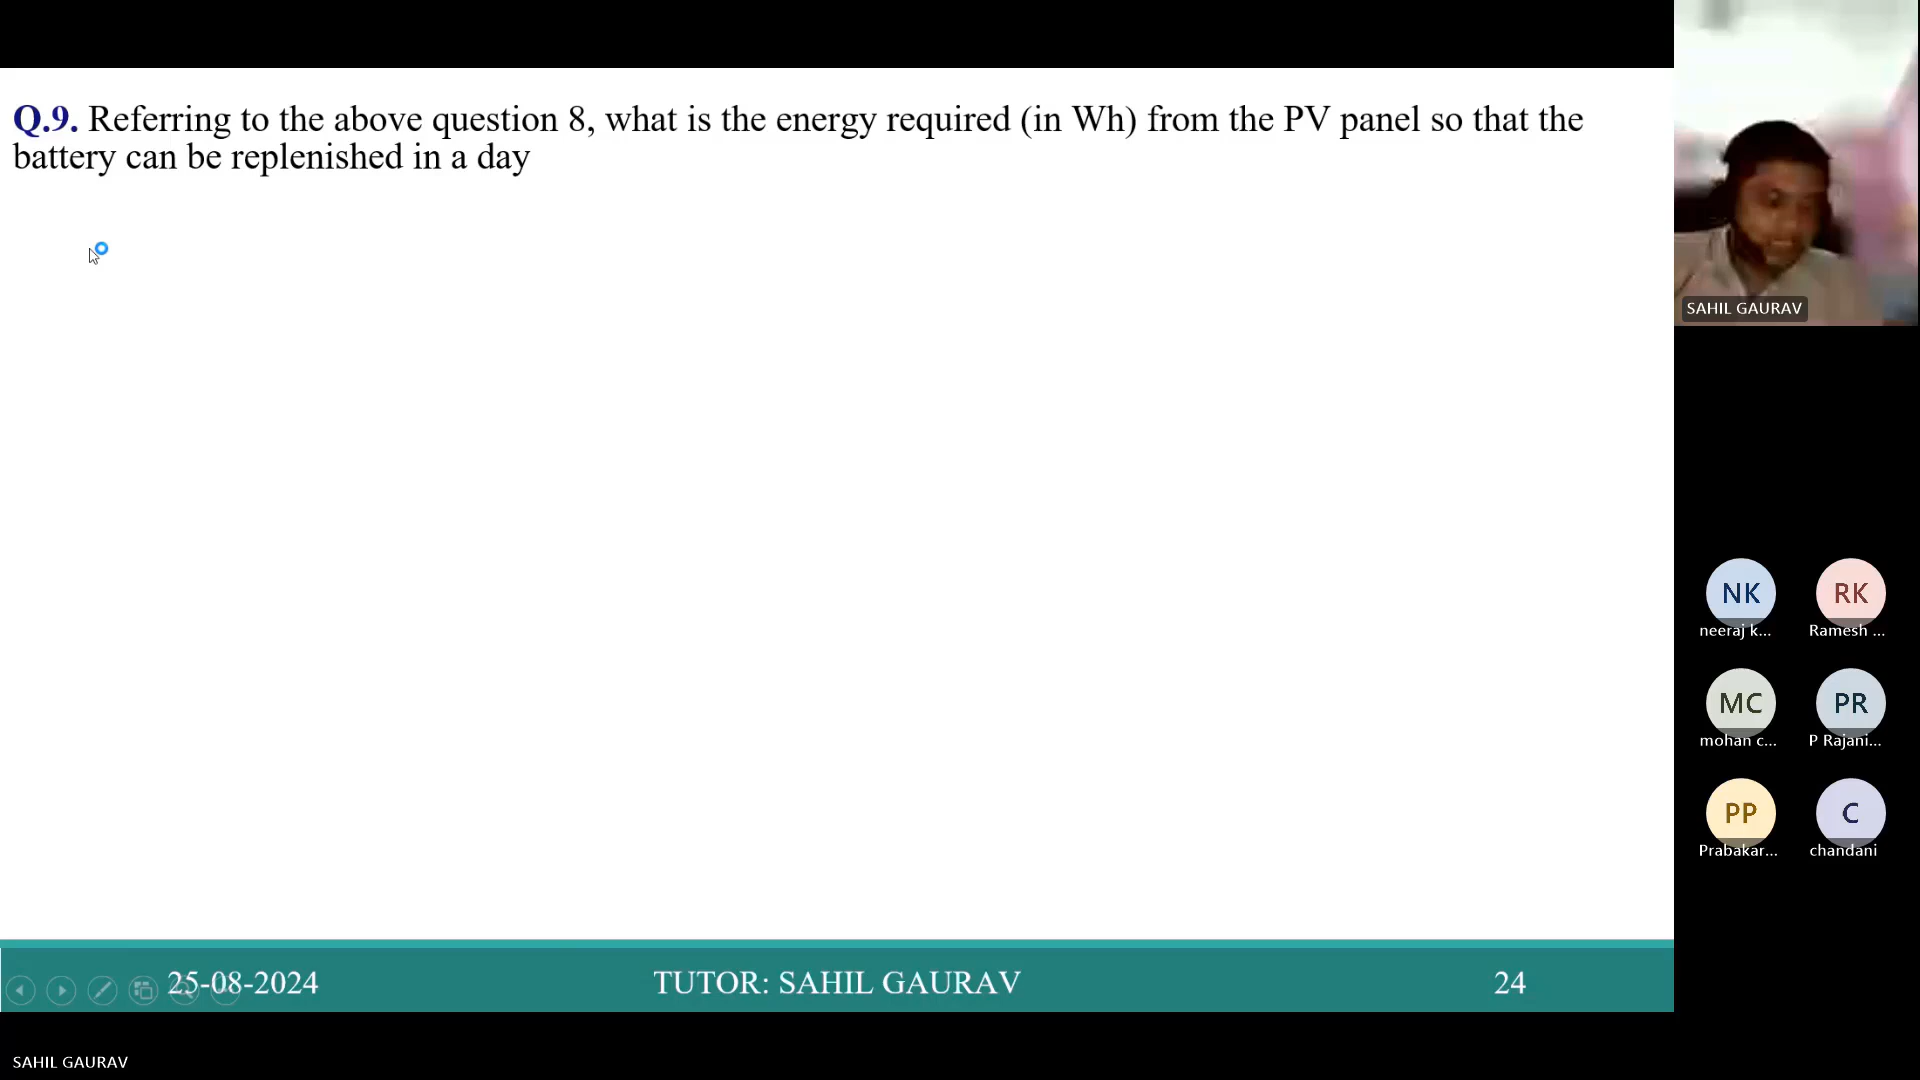 Q.9. Referring to the above question 8, what is the energy required (in Wh) from the PV panel so that the
battery can be replenished in a day
SAHIL GAURAV
NK
RK
neeraj k...
Ramesh ...
MC
PR
mohan c...
P Rajani...
PP
C
Prabakar...
chandani
25-08-2024
TUTOR: SAHIL GAURAV
24
SAHIL GAURAV